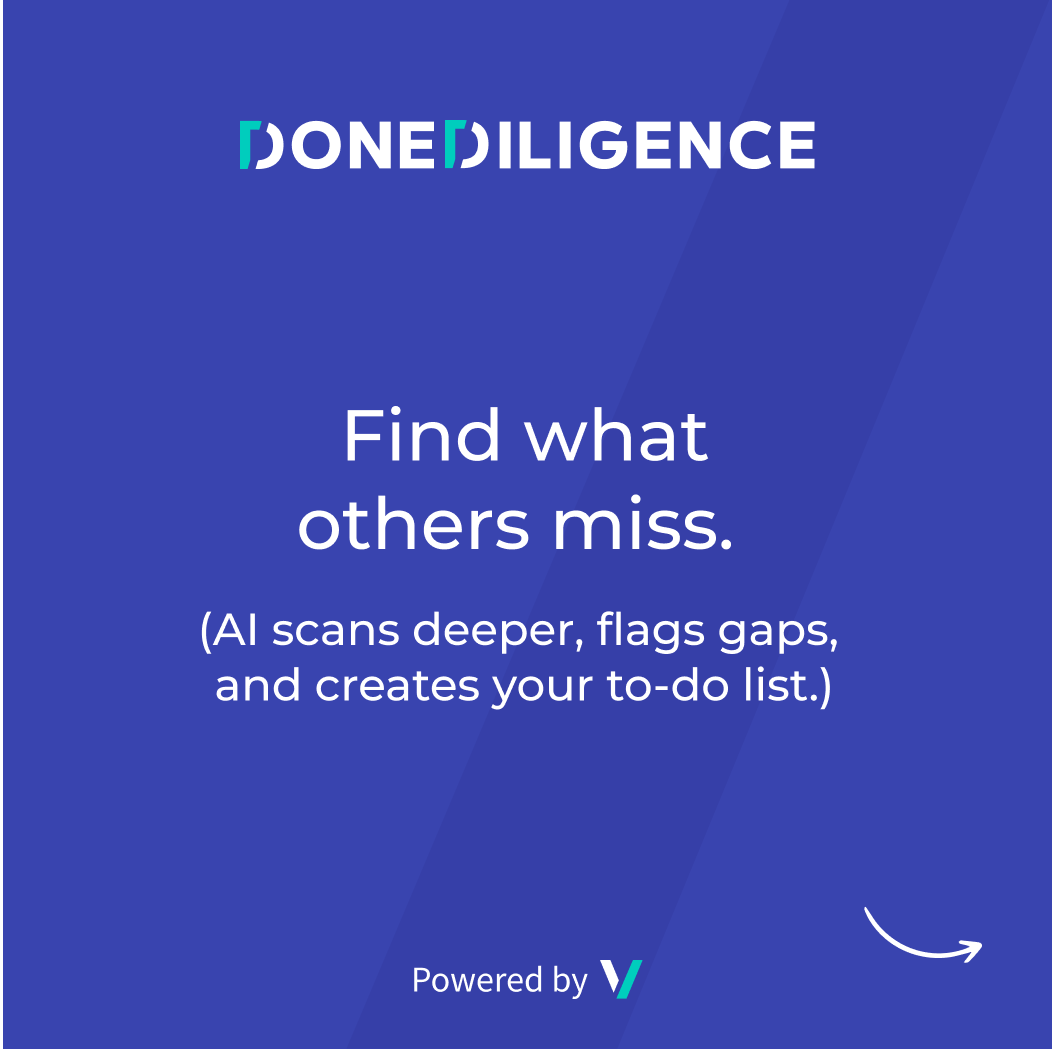 DONEDILIGENCE
Find what
others miss.
(AI scans deeper, flags gaps,
and creates your to-do list.)
Powered by V